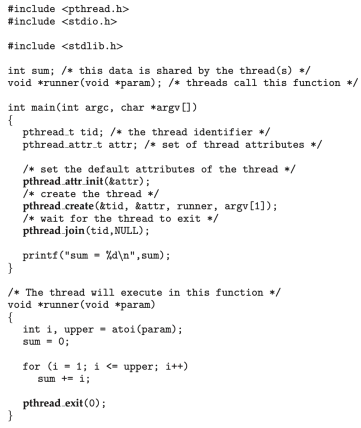 #include <pthread.h>
#include <stdio.h>
#include <stdlib.h>
int sum; /* this data is shared by the thread(s) */
void *runner(void *param); /* threads call this function */
int main(int argc, char *argv[])
{
pthread_t tid; /* the thread identifier */
pthread_attr_t attr; /* set of thread attributes */
/* set the default attributes of the thread */
pthread_attr_init(&attr);
/* create the thread */
pthread_create(&tid, &attr, runner, argv[1]);
/* wait for the thread to exit */
pthread_join(tid,NULL);
printf("sum = %d\n",sum);
}
/* The thread will execute in this function */
void *runner(void *param)
{
int i, upper = atoi(param);
sum = 0;
for (i = 1; i <= upper; i++)
sum += i;
pthread_exit(0);
}